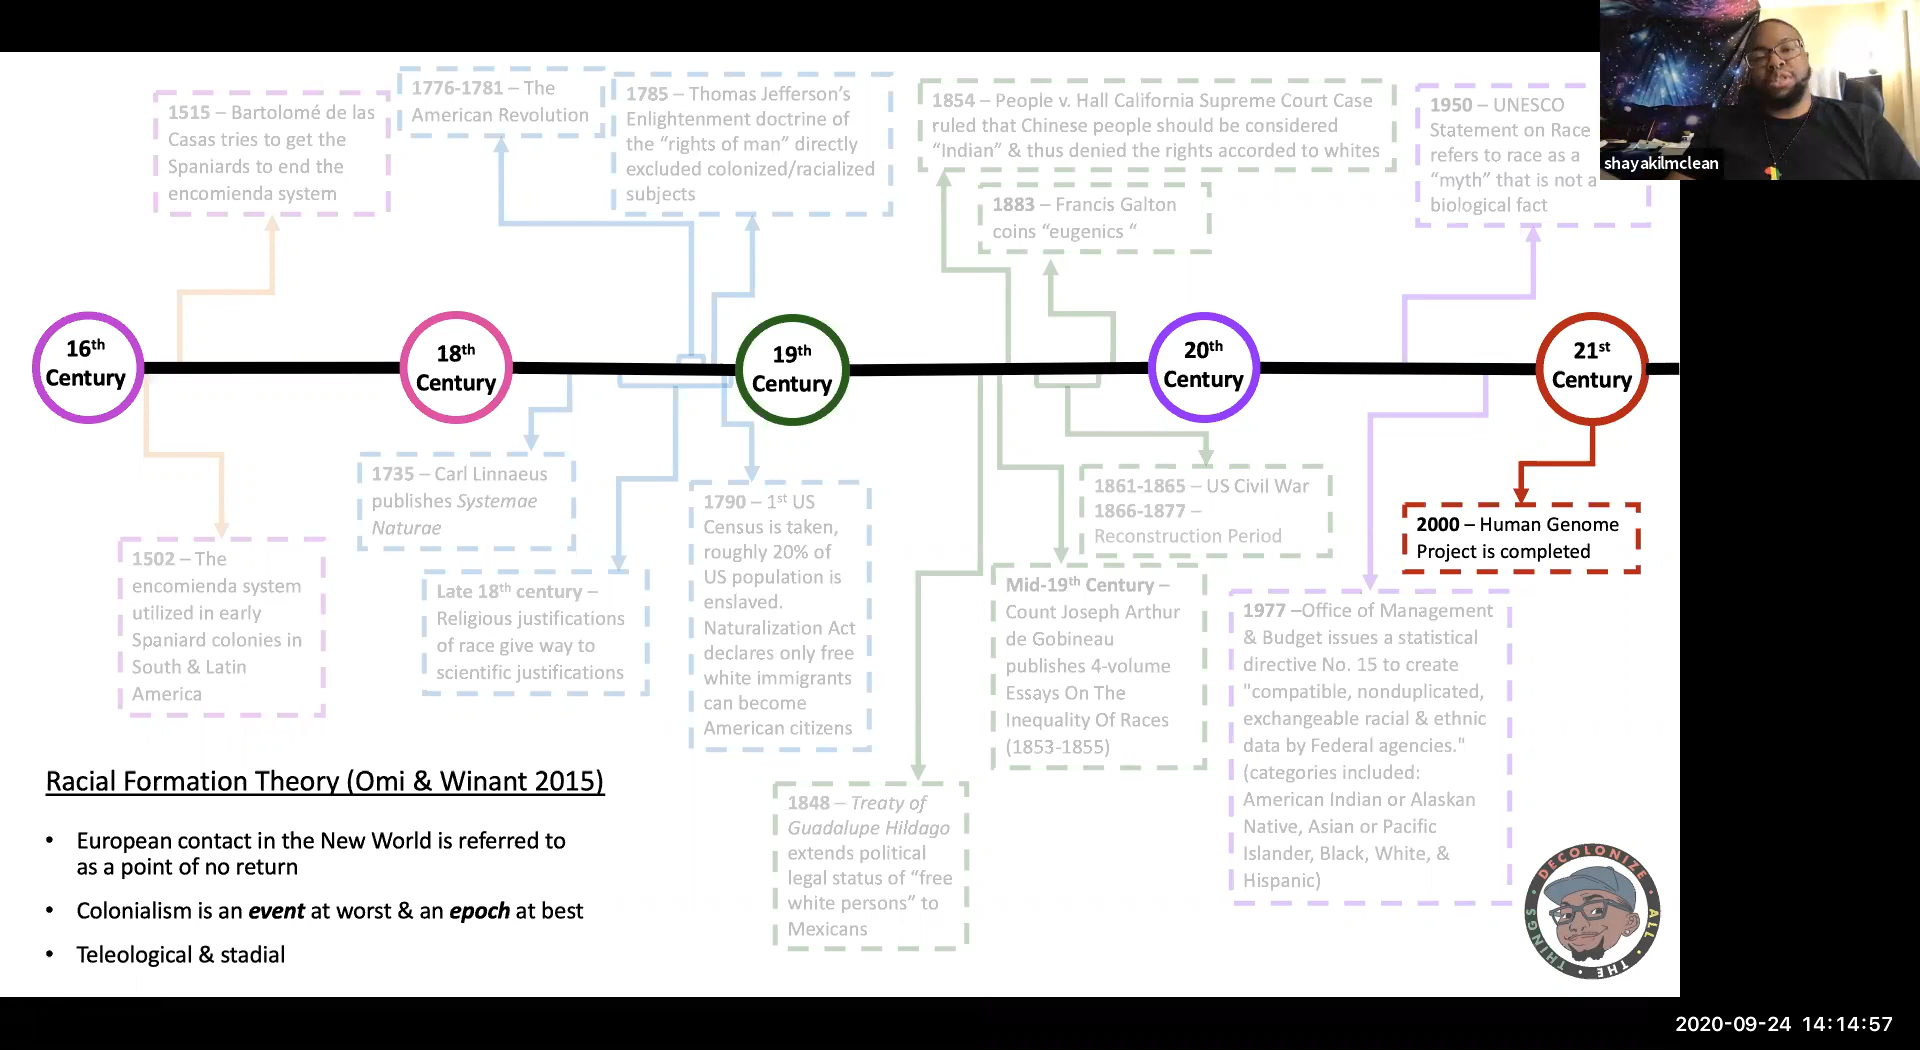 1515 – Bartolomé de las
Casas tries to get the
Spaniards to end the
encomienda system
1776-1781 – The
American Revolution
1785 – Thomas Jefferson’s
Enlightenment doctrine of
the “rights of man” directly
excluded colonized/racialized
subjects
1854 – People v. Hall California Supreme Court Case
ruled that Chinese people should be considered
“Indian” & thus denied the rights accorded to whites
1883 – Francis Galton
coins “eugenics “
1950 – UNESCO
Statement on Race
refers to race as a
“myth” that is not a
biological fact
shayakilmclean
16th
Century
18th
Century
19th
Century
20th
Century
21st
Century
1502 – The
encomienda system
utilized in early
Spaniard colonies in
South & Latin
America
1735 – Carl Linnaeus
publishes Systemae
Naturae
Late 18th century –
Religious justifications
of race give way to
scientific justifications
1790 – 1st US
Census is taken,
roughly 20% of
US population is
enslaved.
Naturalization Act
declares only free
white immigrants
can become
American citizens
1848 – Treaty of
Guadalupe Hildago
extends political
legal status of “free
white persons” to
Mexicans
Mid-19th Century –
Count Joseph Arthur
de Gobineau
publishes 4-volume
Essays On The
Inequality Of Races
(1853-1855)
1861-1865 – US Civil War
1866-1877 –
Reconstruction Period
1977 –Office of Management
& Budget issues a statistical
directive No. 15 to create
"compatible, nonduplicated,
exchangeable racial & ethnic
data by Federal agencies."
(categories included:
American Indian or Alaskan
Native, Asian or Pacific
Islander, Black, White, &
Hispanic)
2000 – Human Genome
Project is completed
Racial Formation Theory (Omi & Winant 2015)
• European contact in the New World is referred to
as a point of no return
• Colonialism is an event at worst & an epoch at best
• Teleological & stadial
DECOLONIZE • ALL • THE • THINGS •
2020-09-24 14:14:57